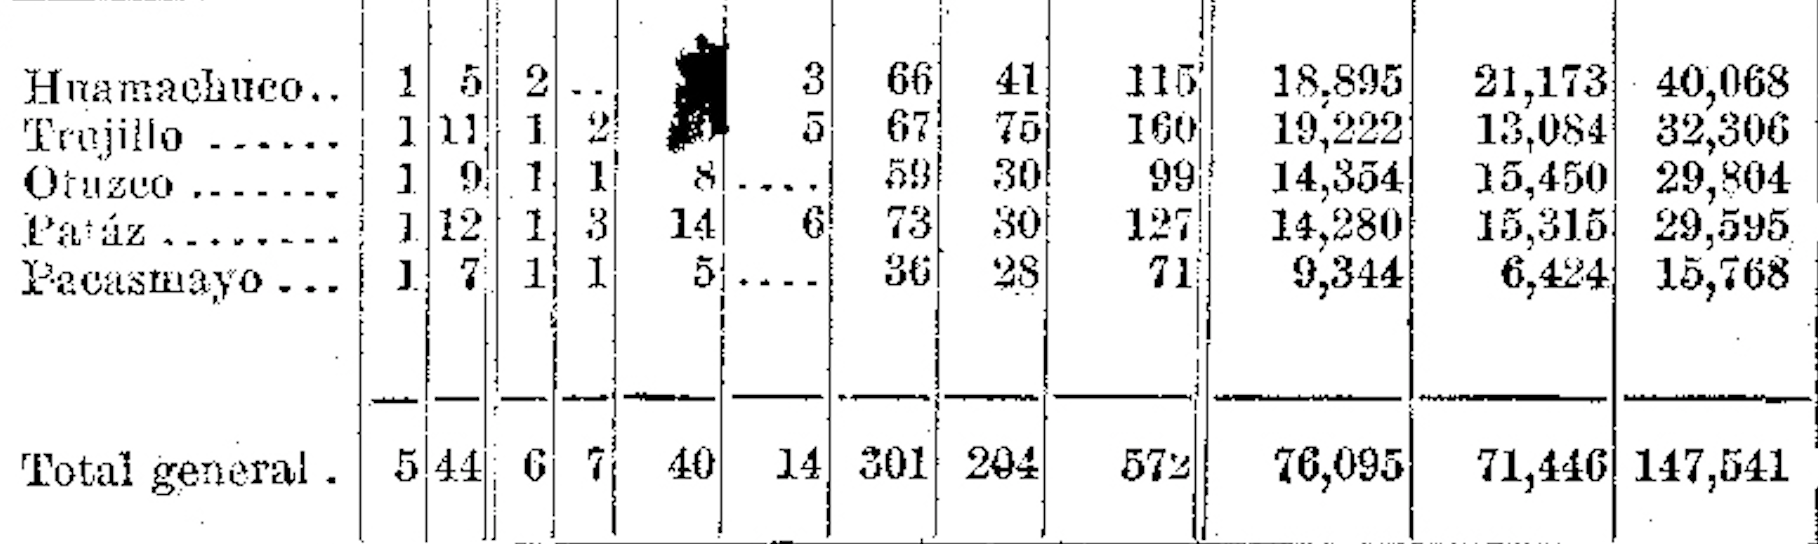 Huamachuco.. 1 5 2 .. 3 66 41 115 18,895 21,173 40,068
Trujillo ...... 1 11 1 2 5 67 75 160 19,222 13,084 32,306
Otuzco ....... 1 9 1 1 8 .... 59 30 99 14,354 15,450 29,804
Patáz ........ 1 12 1 3 14 6 73 30 127 14,280 15,315 29,595
Pacasmayo ... 1 7 1 1 5 .... 36 28 71 9,344 6,424 15,768
Total general . 5 44 6 7 40 14 301 204 572 76,095 71,446 147,541